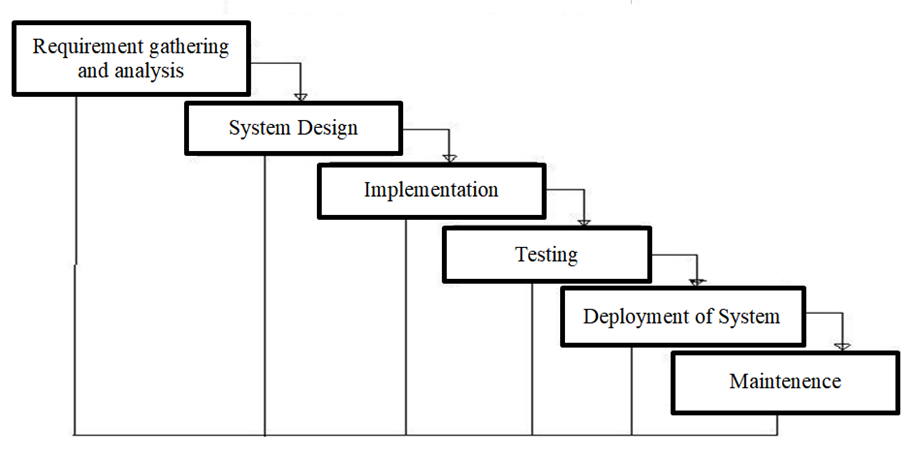 Requirement gathering
and analysis
System Design
Implementation
Testing
Deployment of System
Maintenence